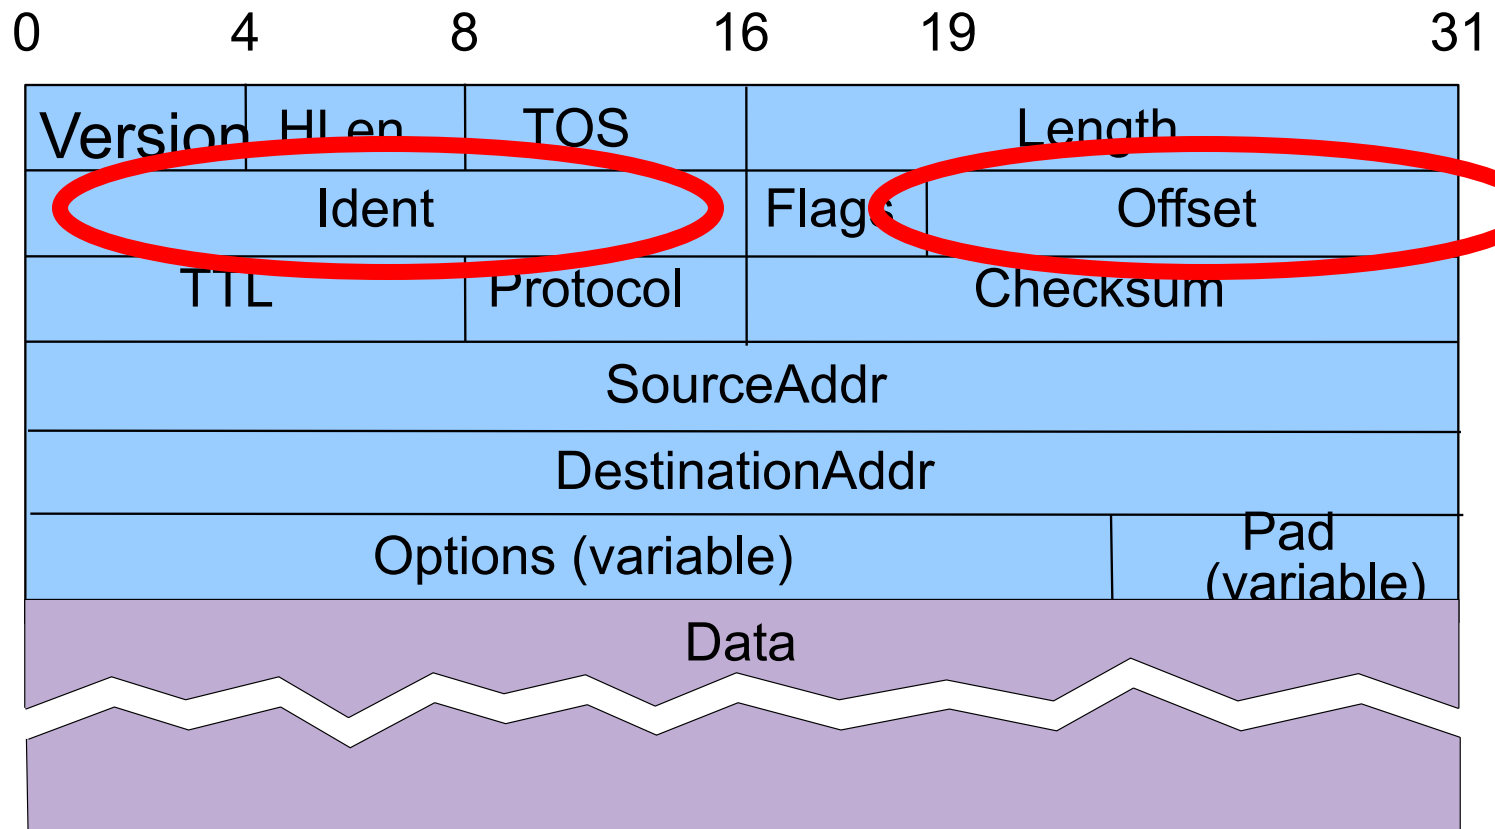 0 4 8 16 19 31
Version HLen TOS Length
Ident Flags Offset
TTL Protocol Checksum
SourceAddr
DestinationAddr
Options (variable) Pad
(variable)
Data